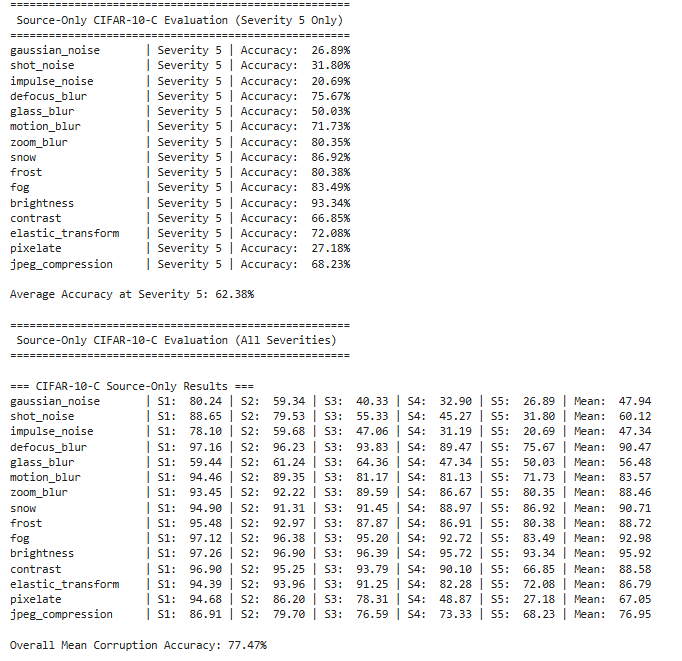 ====================================================
Source-Only CIFAR-10-C Evaluation (Severity 5 Only)
====================================================
gaussian_noise | Severity 5 | Accuracy: 26.89%
shot_noise | Severity 5 | Accuracy: 31.80%
impulse_noise | Severity 5 | Accuracy: 20.69%
defocus_blur | Severity 5 | Accuracy: 75.67%
glass_blur | Severity 5 | Accuracy: 50.03%
motion_blur | Severity 5 | Accuracy: 71.73%
zoom_blur | Severity 5 | Accuracy: 80.35%
snow | Severity 5 | Accuracy: 86.92%
frost | Severity 5 | Accuracy: 80.38%
fog | Severity 5 | Accuracy: 83.49%
brightness | Severity 5 | Accuracy: 93.34%
contrast | Severity 5 | Accuracy: 66.85%
elastic_transform | Severity 5 | Accuracy: 72.08%
pixelate | Severity 5 | Accuracy: 27.18%
jpeg_compression | Severity 5 | Accuracy: 68.23%
Average Accuracy at Severity 5: 62.38%
====================================================
Source-Only CIFAR-10-C Evaluation (All Severities)
====================================================
=== CIFAR-10-C Source-Only Results ===
gaussian_noise | S1: 80.24 | S2: 59.34 | S3: 40.33 | S4: 32.90 | S5: 26.89 | Mean: 47.94
shot_noise | S1: 88.65 | S2: 79.53 | S3: 55.33 | S4: 45.27 | S5: 31.80 | Mean: 60.12
impulse_noise | S1: 78.10 | S2: 59.68 | S3: 47.06 | S4: 31.19 | S5: 20.69 | Mean: 47.34
defocus_blur | S1: 97.16 | S2: 96.23 | S3: 93.83 | S4: 89.47 | S5: 75.67 | Mean: 90.47
glass_blur | S1: 59.44 | S2: 61.24 | S3: 64.36 | S4: 47.34 | S5: 50.03 | Mean: 56.48
motion_blur | S1: 94.46 | S2: 89.35 | S3: 81.17 | S4: 81.13 | S5: 71.73 | Mean: 83.57
zoom_blur | S1: 93.45 | S2: 92.22 | S3: 89.59 | S4: 86.67 | S5: 80.35 | Mean: 88.46
snow | S1: 94.90 | S2: 91.31 | S3: 91.45 | S4: 88.97 | S5: 86.92 | Mean: 90.71
frost | S1: 95.48 | S2: 92.97 | S3: 87.87 | S4: 86.91 | S5: 80.38 | Mean: 88.72
fog | S1: 97.12 | S2: 96.38 | S3: 95.20 | S4: 92.72 | S5: 83.49 | Mean: 92.98
brightness | S1: 97.26 | S2: 96.90 | S3: 96.39 | S4: 95.72 | S5: 93.34 | Mean: 95.92
contrast | S1: 96.90 | S2: 95.25 | S3: 93.79 | S4: 90.10 | S5: 66.85 | Mean: 88.58
elastic_transform | S1: 94.39 | S2: 93.96 | S3: 91.25 | S4: 82.28 | S5: 72.08 | Mean: 86.79
pixelate | S1: 94.68 | S2: 86.20 | S3: 78.31 | S4: 48.87 | S5: 27.18 | Mean: 67.05
jpeg_compression | S1: 86.91 | S2: 79.70 | S3: 76.59 | S4: 73.33 | S5: 68.23 | Mean: 76.95
Overall Mean Corruption Accuracy: 77.47%